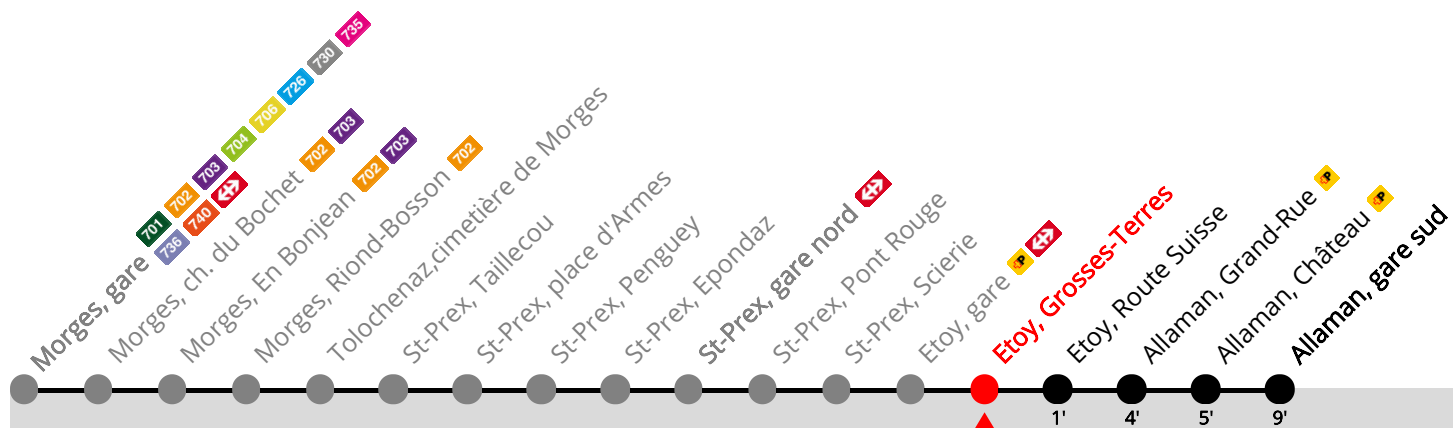 Morges, gare 701 702 703 704 706 726 730 735
736 740
Morges, ch. du Bochet 702 703
Morges, En Bonjean 702 703
Morges, Riond-Bosson 702
Tolochenaz,cimetière de Morges
St-Prex, Taillecou
St-Prex, place d'Armes
St-Prex, Penguey
St-Prex, Epondaz
St-Prex, gare nord
St-Prex, Pont Rouge
St-Prex, Scierie
Etoy, gare P
Etoy, Grosses-Terres
Etoy, Route Suisse
Allaman, Grand-Rue P
Allaman, Château P
Allaman, gare sud
1' 4' 5' 9'